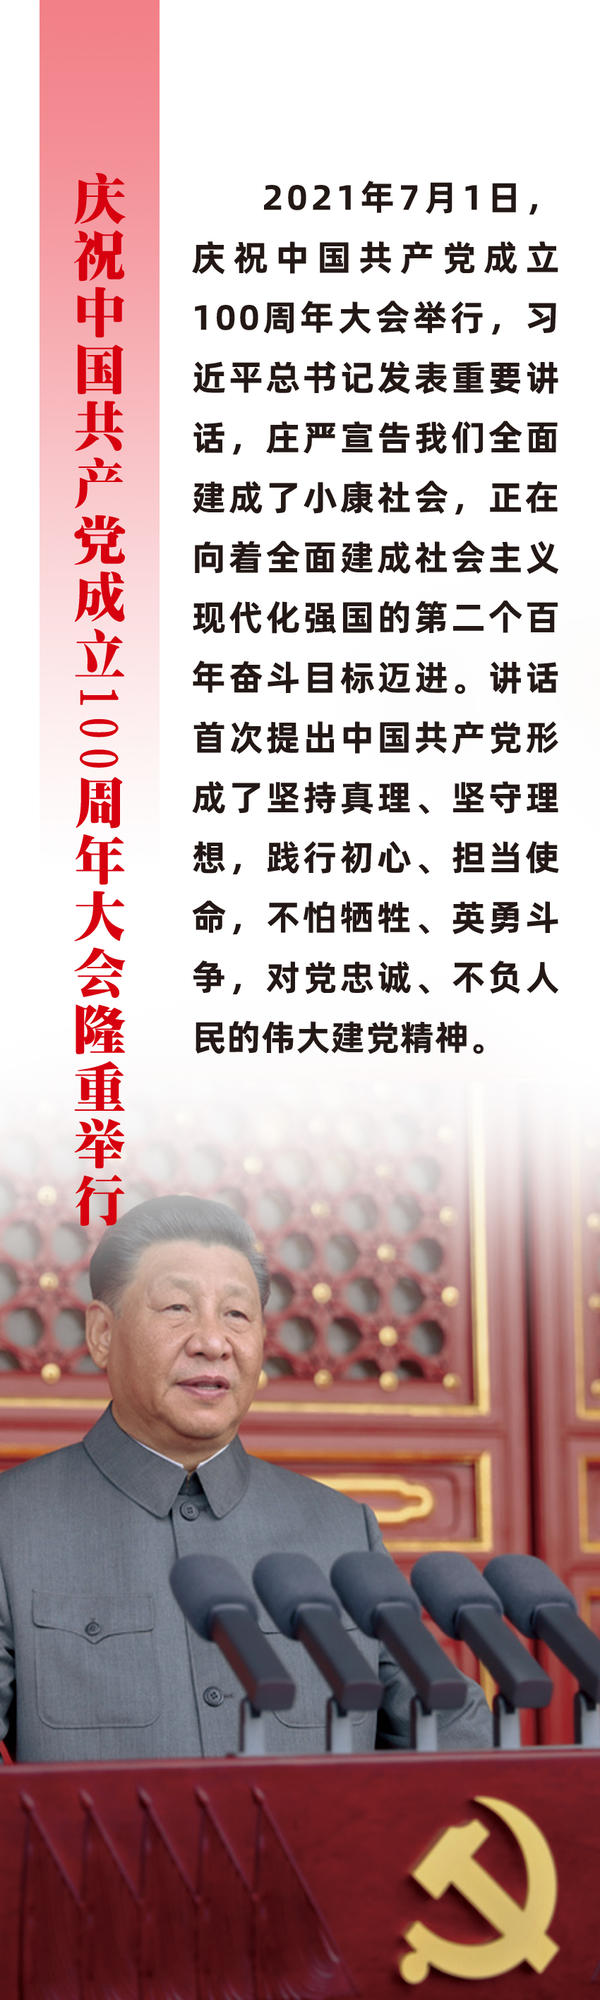 庆祝中国共产党成立100周年大会隆重举行
2021年7月1日，
庆祝中国共产党成立
100周年大会举行，习
近平总书记发表重要讲
话，庄严宣告我们全面
建成了小康社会，正在
向着全面建成社会主义
现代化强国的第二个百
年奋斗目标迈进。讲话
首次提出中国共产党形
成了坚持真理、坚守理
想，践行初心、担当使
命，不怕牺牲、英勇斗
争，对党忠诚、不负人
民的伟大建党精神。